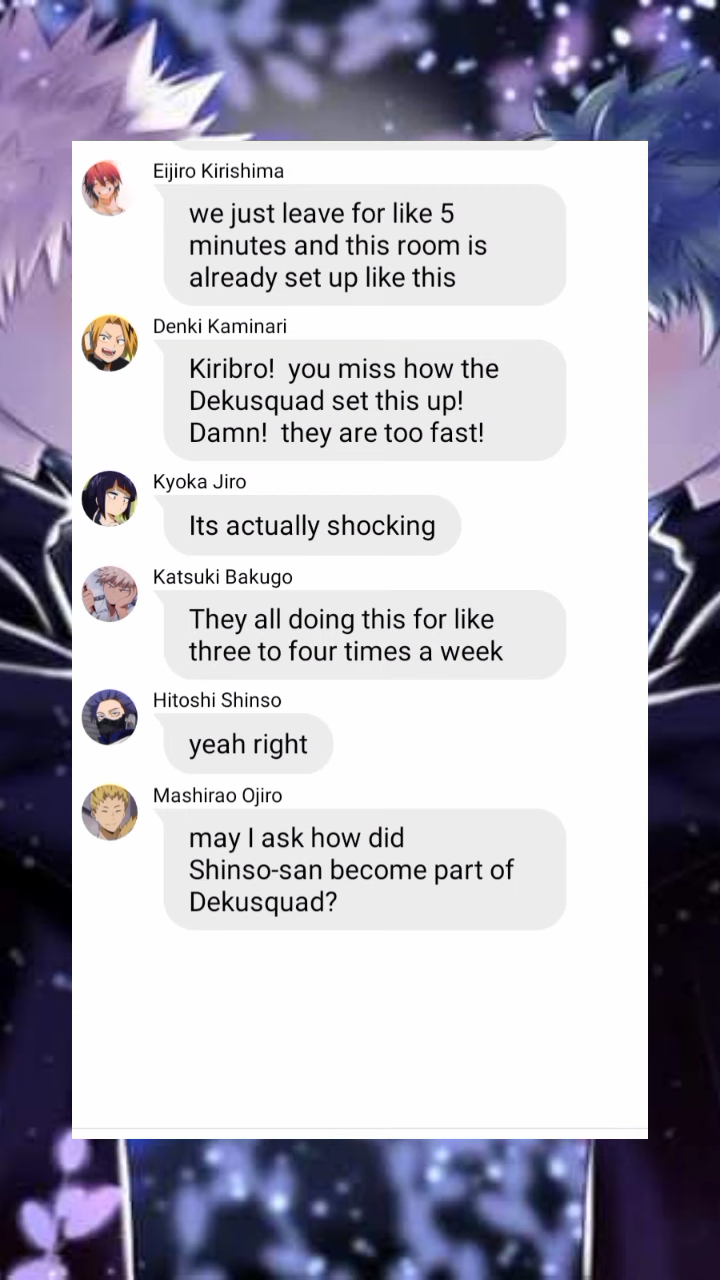 Eijiro Kirishima
we just leave for like 5
minutes and this room is
already set up like this
Denki Kaminari
Kiribro!  you miss how the
Dekusquad set this up!
Damn!  they are too fast!
Kyoka Jiro
Its actually shocking
Katsuki Bakugo
They all doing this for like
three to four times a week
Hitoshi Shinso
yeah right
Mashirao Ojiro
may I ask how did
Shinso-san become part of
Dekusquad?